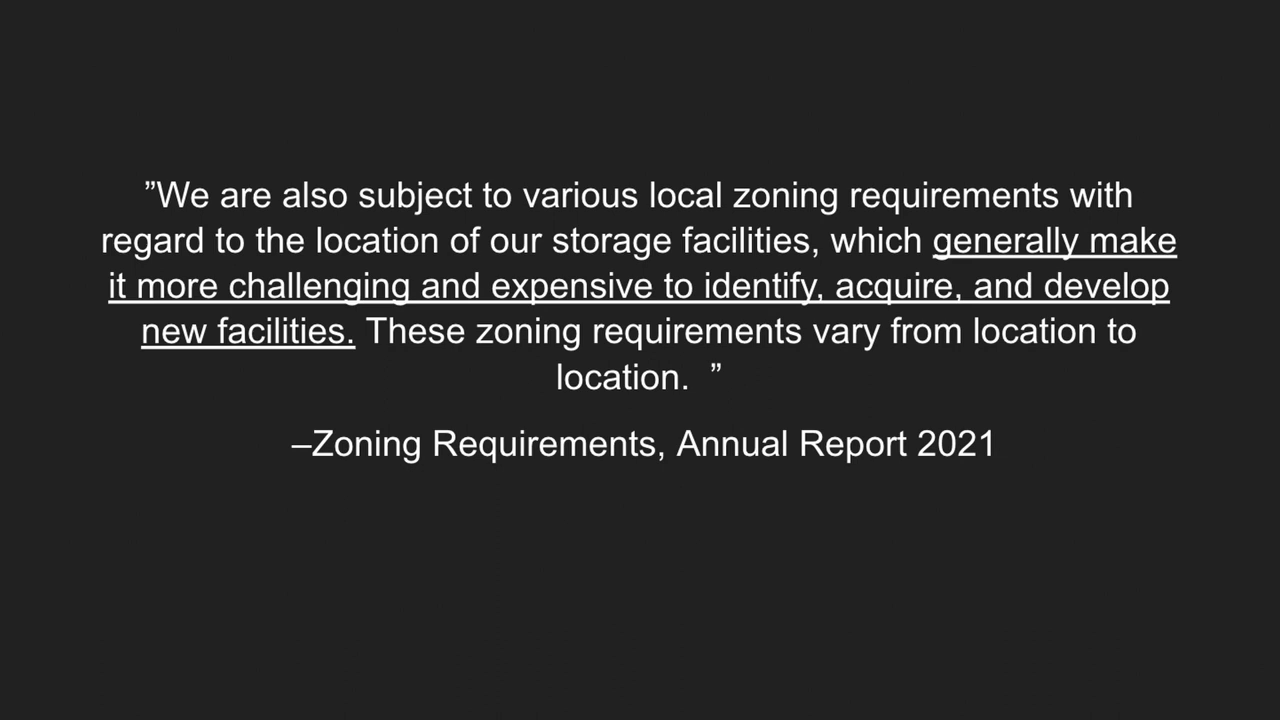 ”We are also subject to various local zoning requirements with
regard to the location of our storage facilities, which generally make
it more challenging and expensive to identify, acquire, and develop
new facilities. These zoning requirements vary from location to
location.  ”
–Zoning Requirements, Annual Report 2021